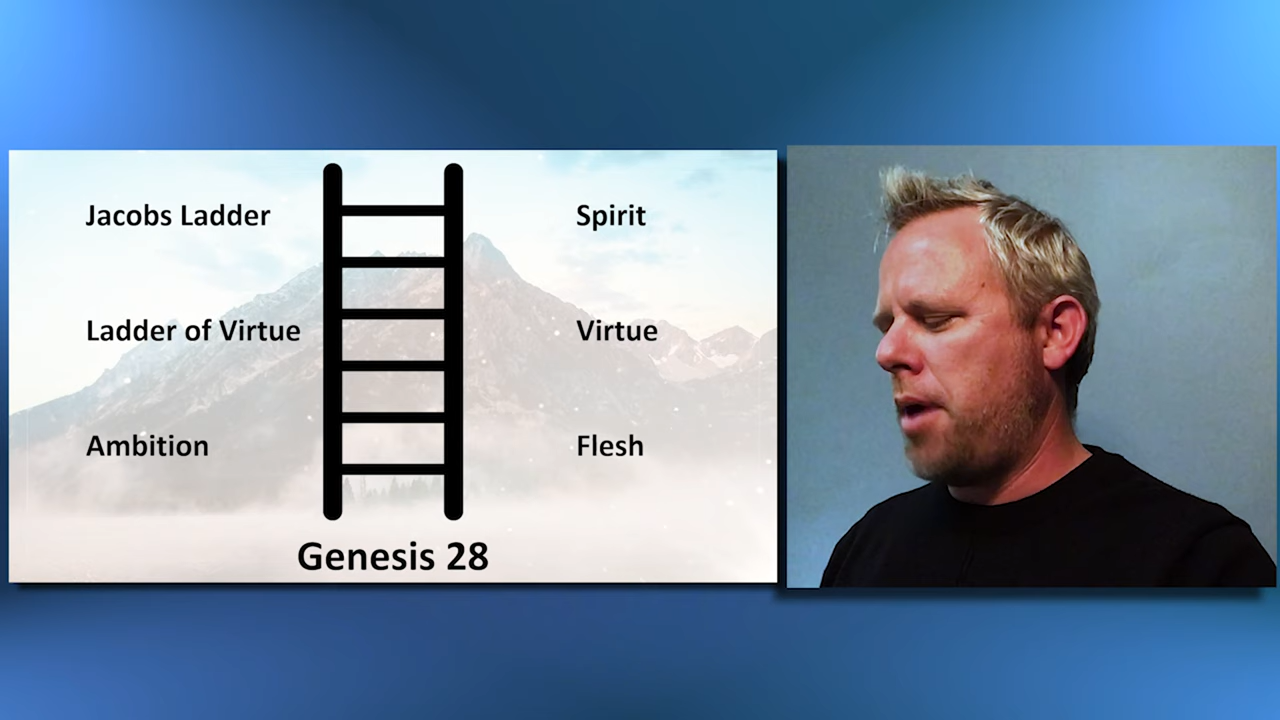 Jacobs Ladder
Spirit
Ladder of Virtue
Virtue
Ambition
Flesh
Genesis 28